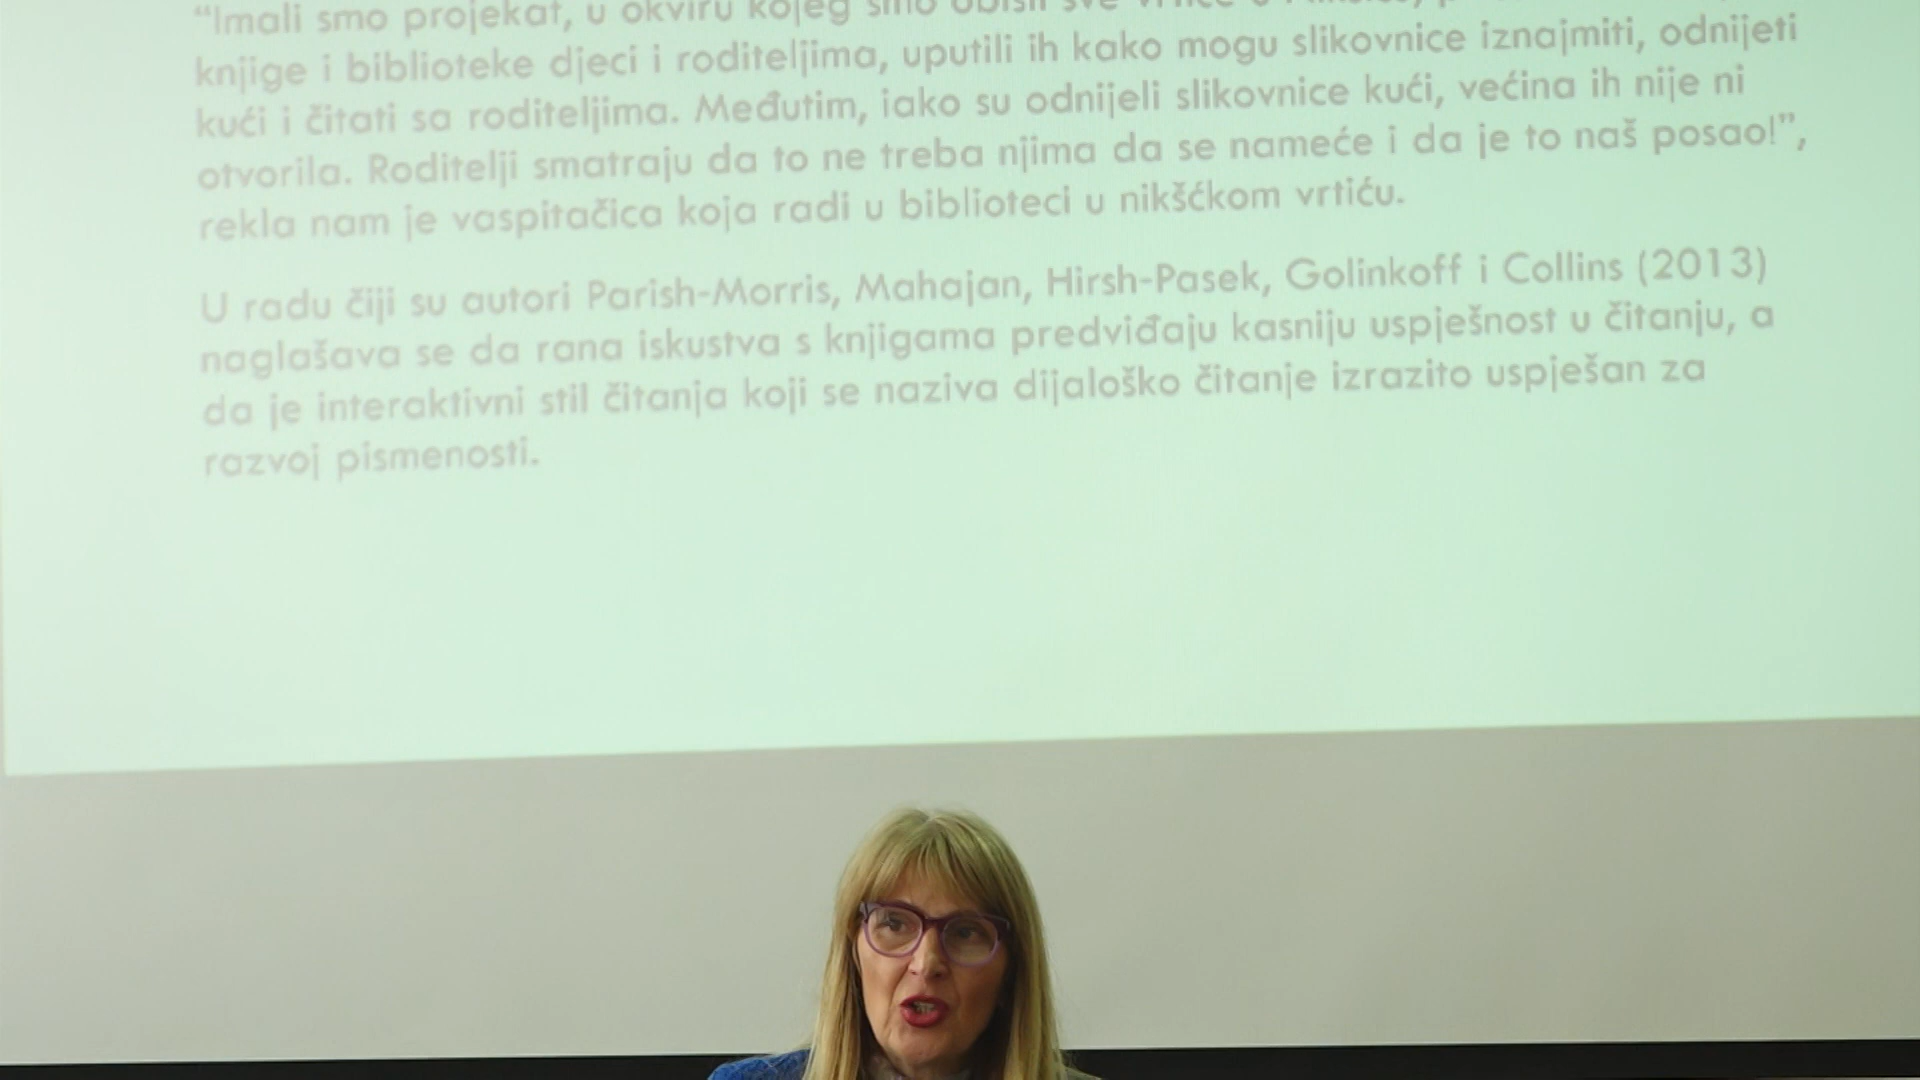 “Imali smo projekat, u okviru kojeg smo obišli sve vrtiće u
knjige i biblioteke djeci i roditeljima, uputili ih kako mogu slikovnice iznajmiti, odnijeti
kući i čitati sa roditeljima. Međutim, iako su odnijeli slikovnice kući, većina ih nije ni
otvorila. Roditelji smatraju da to ne treba njima da se nameće i da je to naš posao!”,
rekla nam je vaspitačica koja radi u biblioteci u nikšćkom vrtiću.
U radu čiji su autori Parish-Morris, Mahajan, Hirsh-Pasek, Golinkoff i Collins (2013)
naglašava se da rana iskustva s knjigama predviđaju kasniju uspješnost u čitanju, a
da je interaktivni stil čitanja koji se naziva dijaloško čitanje izrazito uspješan za
razvoj pismenosti.